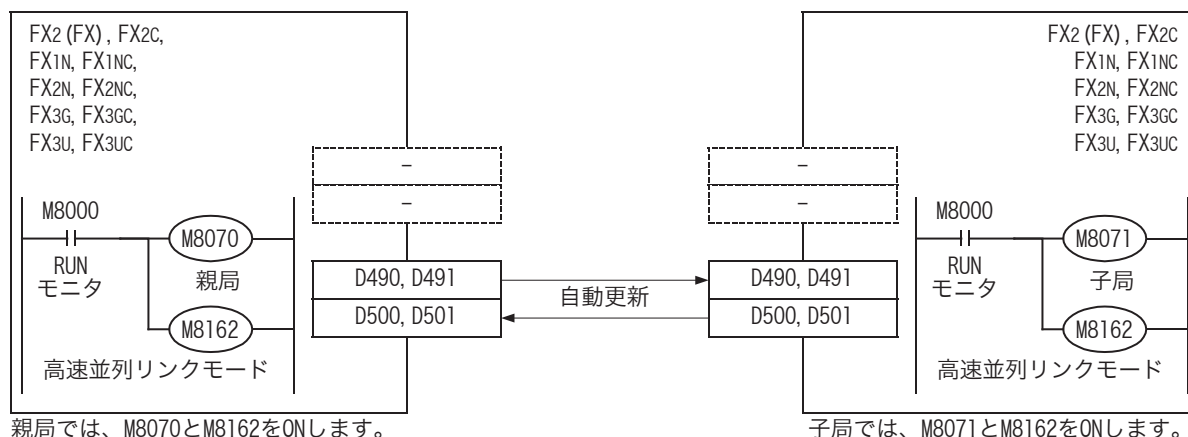 FX2 (FX) , FX2C,
FX1N, FX1NC,
FX2N, FX2NC,
FX3G, FX3GC,
FX3U, FX3UC
–
–
M8000
M8070
RUN
モニタ
親局
M8162
高速並列リンクモード
D490, D491
D500, D501
自動更新
FX2 (FX) , FX2C
FX1N, FX1NC
FX2N, FX2NC
FX3G, FX3GC
FX3U, FX3UC
–
–
D490, D491
D500, D501
M8000
M8071
RUN
モニタ
子局
M8162
高速並列リンクモード
親局では、M8070とM8162をONします。
子局では、M8071とM8162をONします。